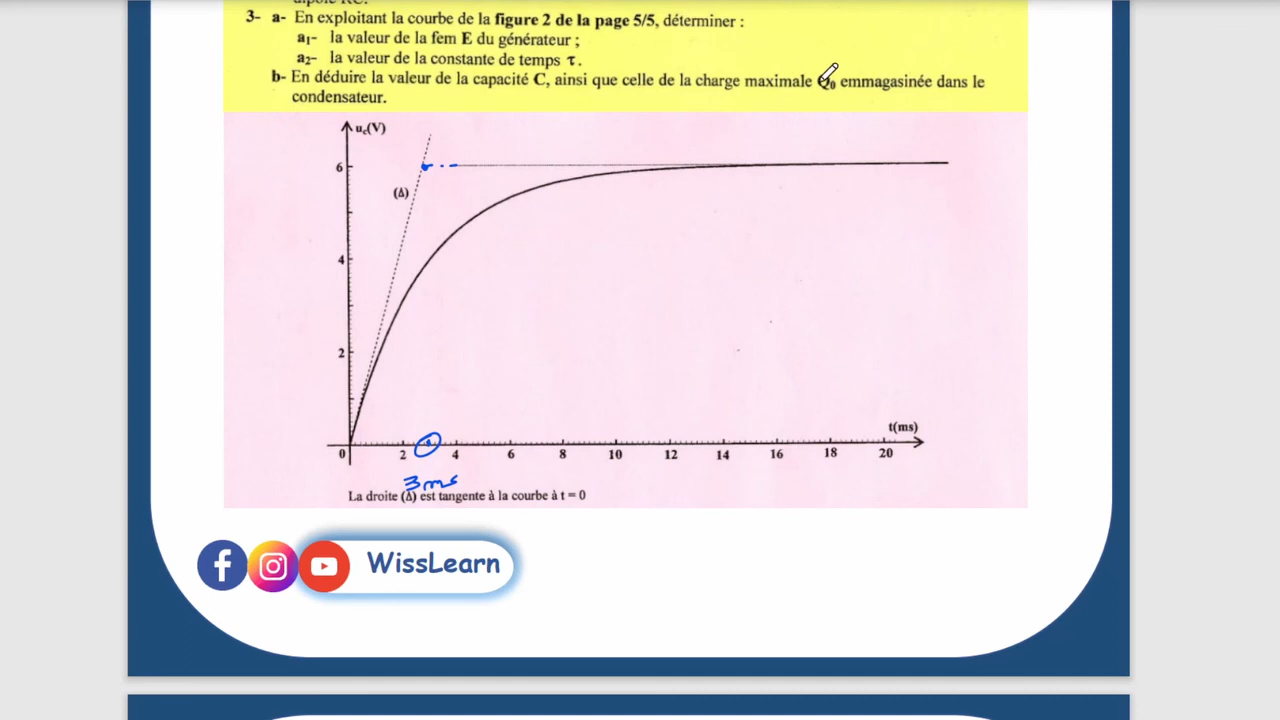 dipôle RC.
3- a- En exploitant la courbe de la figure 2 de la page 5/5, déterminer :
a₁- la valeur de la fem E du générateur ;
a₂- la valeur de la constante de temps τ .
b- En déduire la valeur de la capacité C, ainsi que celle de la charge maximale Q₀ emmagasinée dans le
condensateur.
u꜀(V)
6
(Δ)
4
2
t(ms)
0 2 4 6 8 10 12 14 16 18 20
3ms
La droite (Δ) est tangente à la courbe à t = 0
WissLearn